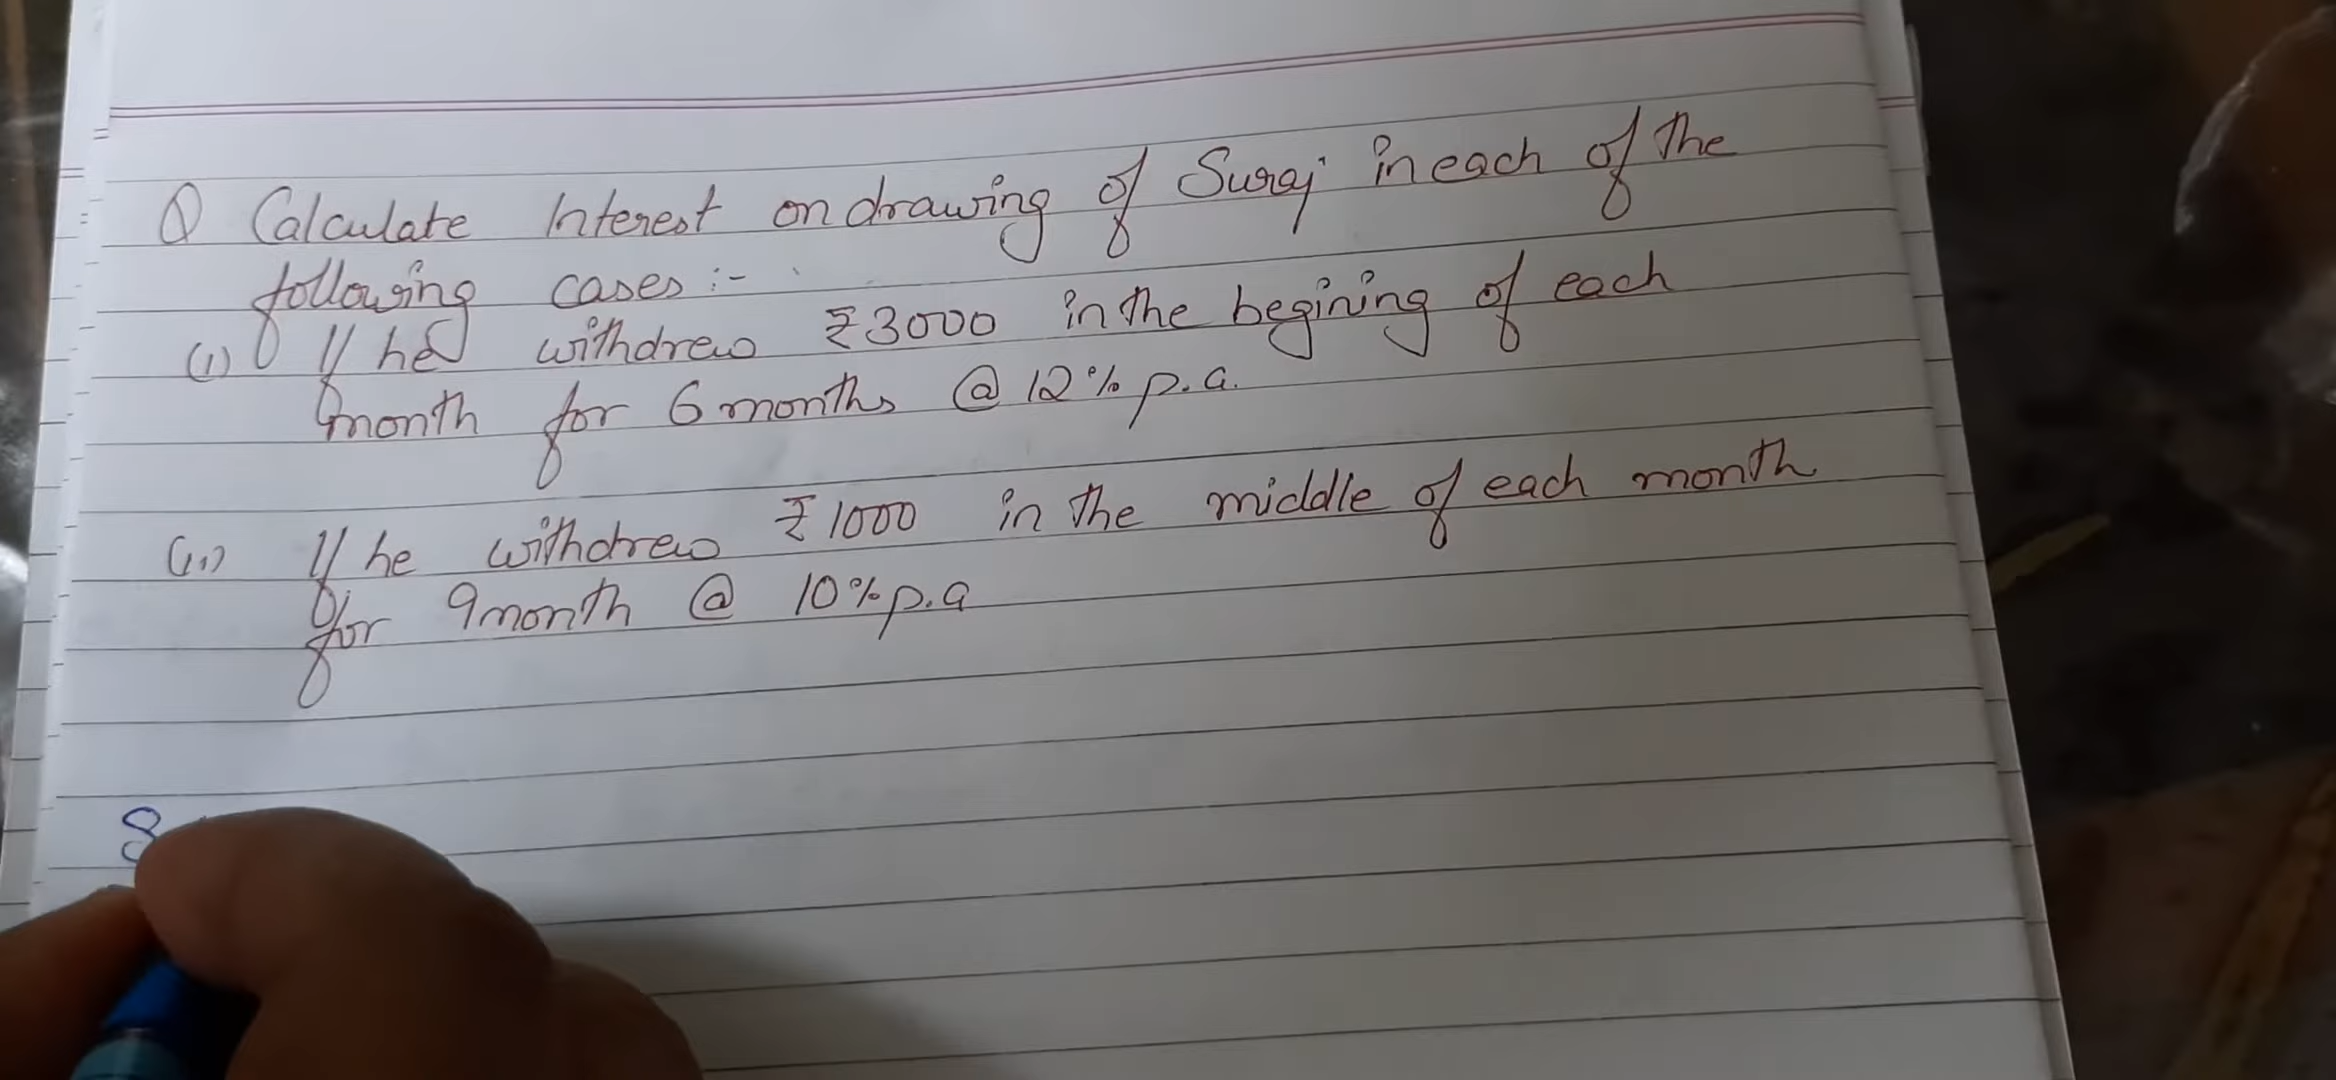 Q Calculate Interest on drawing of Suraj in each of the
following cases :-
(i) If he withdrew ₹3000 in the begining of each
month for 6 months @ 12% p.a.
(ii) If he withdrew ₹1000 in the middle of each month
for 9month @ 10% p.a